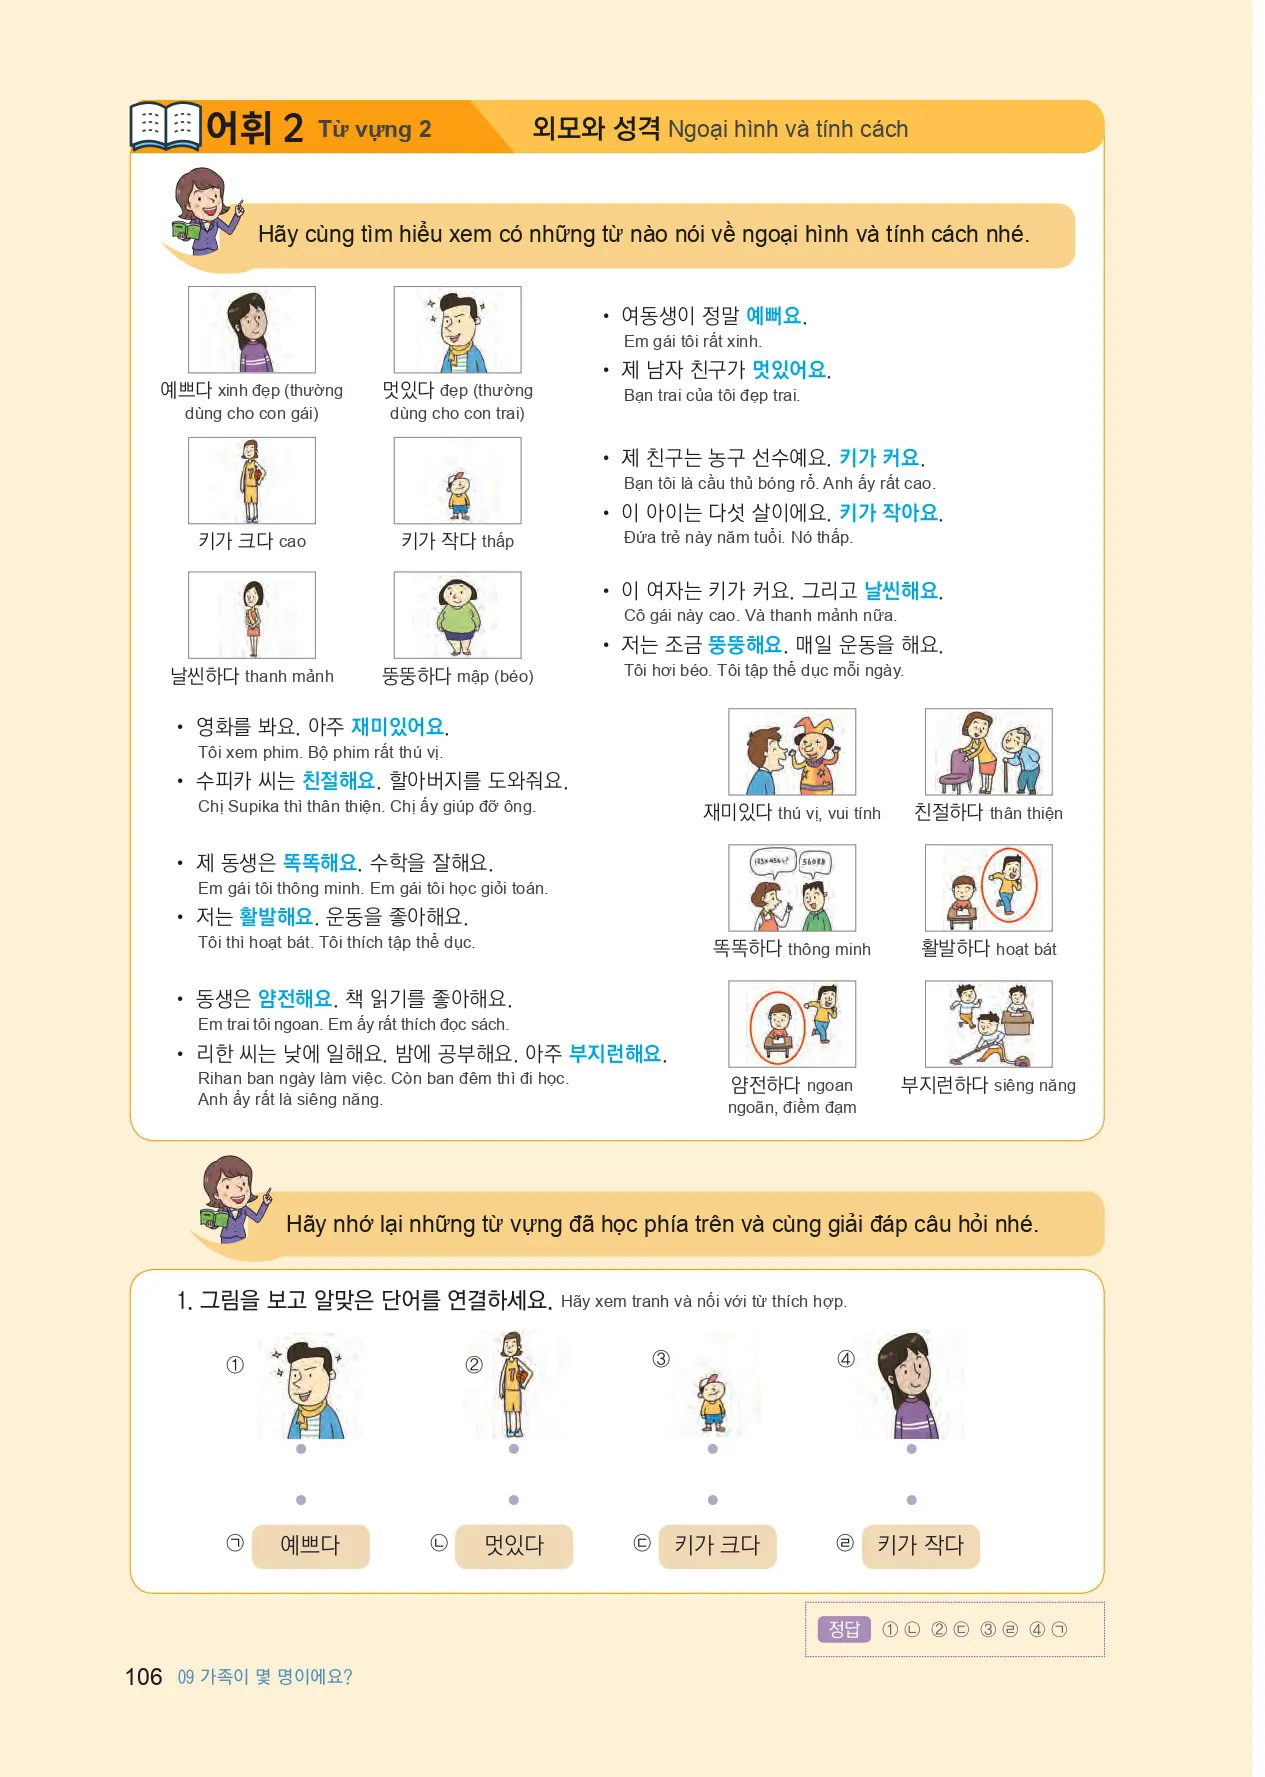 어휘 2 Từ vựng 2 외모와 성격 Ngoại hình và tính cách
Hãy cùng tìm hiểu xem có những từ nào nói về ngoại hình và tính cách nhé.
예쁘다 xinh đẹp (thường
dùng cho con gái)
멋있다 đẹp (thường
dùng cho con trai)
• 여동생이 정말 예뻐요.
Em gái tôi rất xinh.
• 제 남자 친구가 멋있어요.
Bạn trai của tôi đẹp trai.
키가 크다 cao
키가 작다 thấp
• 제 친구는 농구 선수예요. 키가 커요.
Bạn tôi là cầu thủ bóng rổ. Anh ấy rất cao.
• 이 아이는 다섯 살이에요. 키가 작아요.
Đứa trẻ này năm tuổi. Nó thấp.
날씬하다 thanh mảnh
뚱뚱하다 mập (béo)
• 이 여자는 키가 커요. 그리고 날씬해요.
Cô gái này cao. Và thanh mảnh nữa.
• 저는 조금 뚱뚱해요. 매일 운동을 해요.
Tôi hơi béo. Tôi tập thể dục mỗi ngày.
• 영화를 봐요. 아주 재미있어요.
Tôi xem phim. Bộ phim rất thú vị.
• 수피카 씨는 친절해요. 할아버지를 도와줘요.
Chị Supika thì thân thiện. Chị ấy giúp đỡ ông.
재미있다 thú vị, vui tính
친절하다 thân thiện
• 제 동생은 똑똑해요. 수학을 잘해요.
Em gái tôi thông minh. Em gái tôi học giỏi toán.
• 저는 활발해요. 운동을 좋아해요.
Tôi thì hoạt bát. Tôi thích tập thể dục.
똑똑하다 thông minh
활발하다 hoạt bát
• 동생은 얌전해요. 책 읽기를 좋아해요.
Em trai tôi ngoan. Em ấy rất thích đọc sách.
• 리한 씨는 낮에 일해요. 밤에 공부해요. 아주 부지런해요.
Rihan ban ngày làm việc. Còn ban đêm thì đi học.
Anh ấy rất là siêng năng.
얌전하다 ngoan
ngoãn, điềm đạm
부지런하다 siêng năng
Hãy nhớ lại những từ vựng đã học phía trên và cùng giải đáp câu hỏi nhé.
1. 그림을 보고 알맞은 단어를 연결하세요. Hãy xem tranh và nối với từ thích hợp.
① ② ③ ④
㉠ 예쁘다 ㉡ 멋있다 ㉢ 키가 크다 ㉣ 키가 작다
정답 ① ㉡ ② ㉢ ③ ㉣ ④ ㉠
106 09 가족이 몇 명이에요?